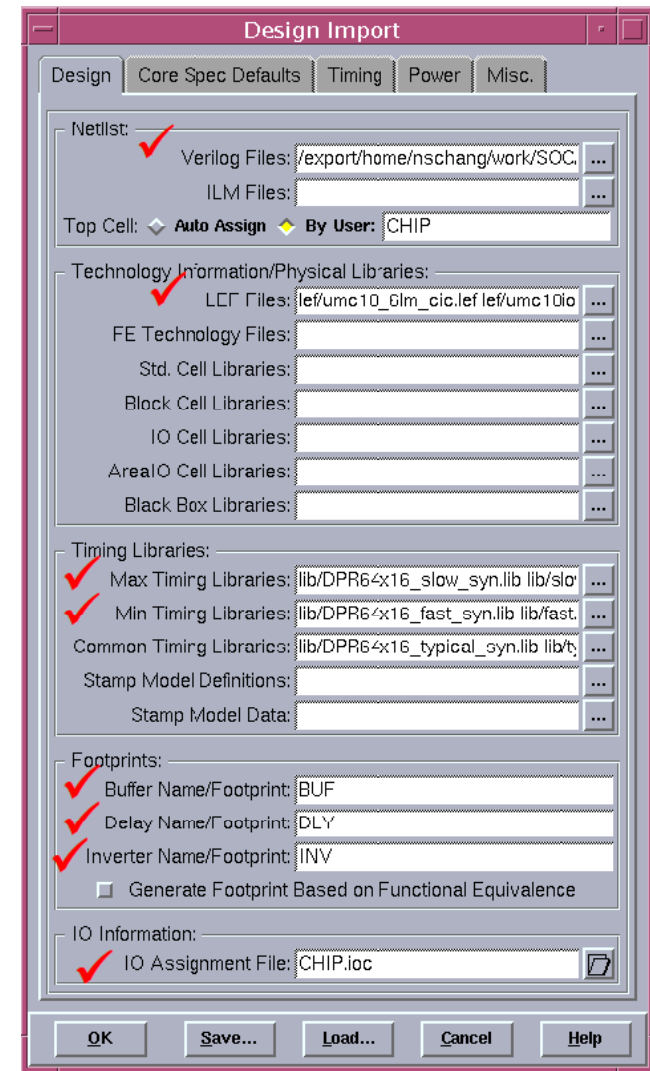 Design Import
Design Core Spec Defaults Timing Power Misc.
Netlist:
Verilog Files: /export/home/nschang/work/SOC, ...
ILM Files: ...
Top Cell: Auto Assign By User: CHIP
Technology Information/Physical Libraries:
LEF Files: lef/umc10_6lm_cic.lef lef/umc10io ...
FE Technology Files: ...
Std. Cell Libraries: ...
Block Cell Libraries: ...
IO Cell Libraries: ...
AreaIO Cell Libraries: ...
Black Box Libraries: ...
Timing Libraries:
Max Timing Libraries: lib/DPR64x16_slow_syn.lib lib/slo ...
Min Timing Libraries: lib/DPR64x16_fast_syn.lib lib/fast. ...
Common Timing Libraries: lib/DPR64x16_typical_syn.lib lib/ty ...
Stamp Model Definitions: ...
Stamp Model Data: ...
Footprints:
Buffer Name/Footprint: BUF
Delay Name/Footprint: DLY
Inverter Name/Footprint: INV
Generate Footprint Based on Functional Equivalence
IO Information:
IO Assignment File: CHIP.ioc
OK Save... Load... Cancel Help